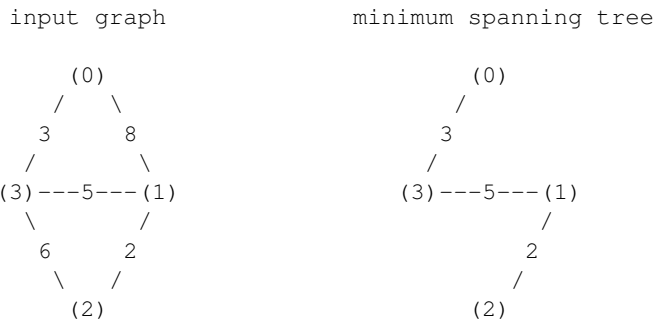 input graph minimum spanning tree
(0) (0)
/ \ /
3 8 3
/ \ /
(3)---5---(1) (3)---5---(1)
\ / /
6 2 2
\ / /
(2) (2)